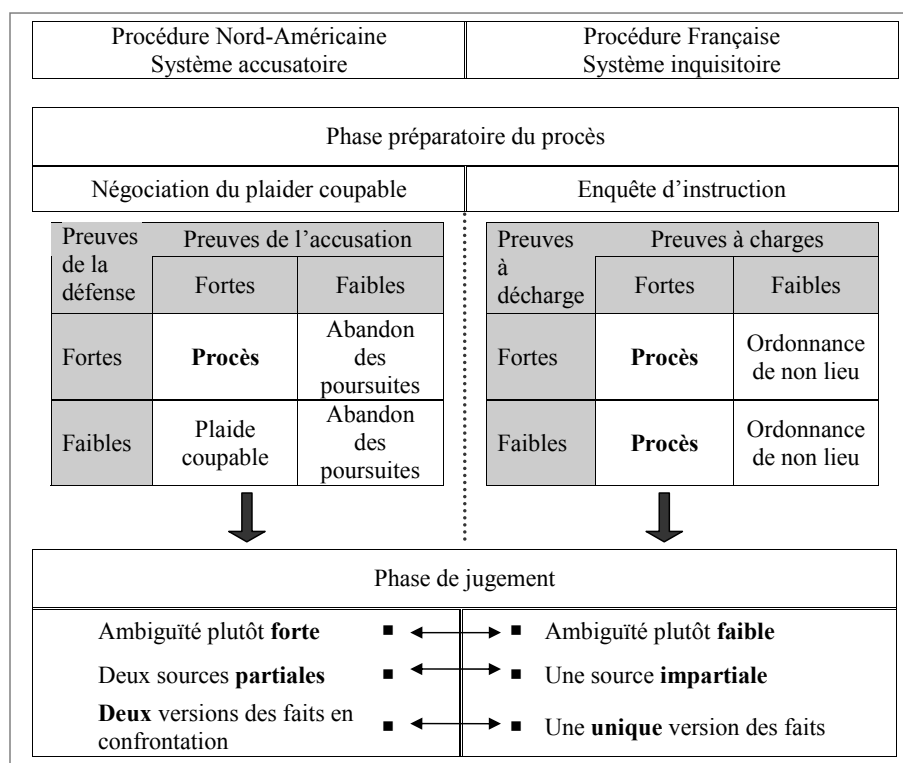 Procédure Nord-Américaine
Système accusatoire
Procédure Française
Système inquisitoire
Phase préparatoire du procès
Négociation du plaider coupable
Enquête d’instruction
Preuves
de la
défense
Preuves de l’accusation
Fortes
Faibles
Fortes
Procès
Abandon
des
poursuites
Faibles
Plaide
coupable
Abandon
des
poursuites
Preuves
à
décharge
Preuves à charges
Fortes
Faibles
Fortes
Procès
Ordonnance
de non lieu
Faibles
Procès
Ordonnance
de non lieu
Phase de jugement
Ambiguïté plutôt forte
Ambiguïté plutôt faible
Deux sources partiales
Une source impartiale
Deux versions des faits en
confrontation
Une unique version des faits